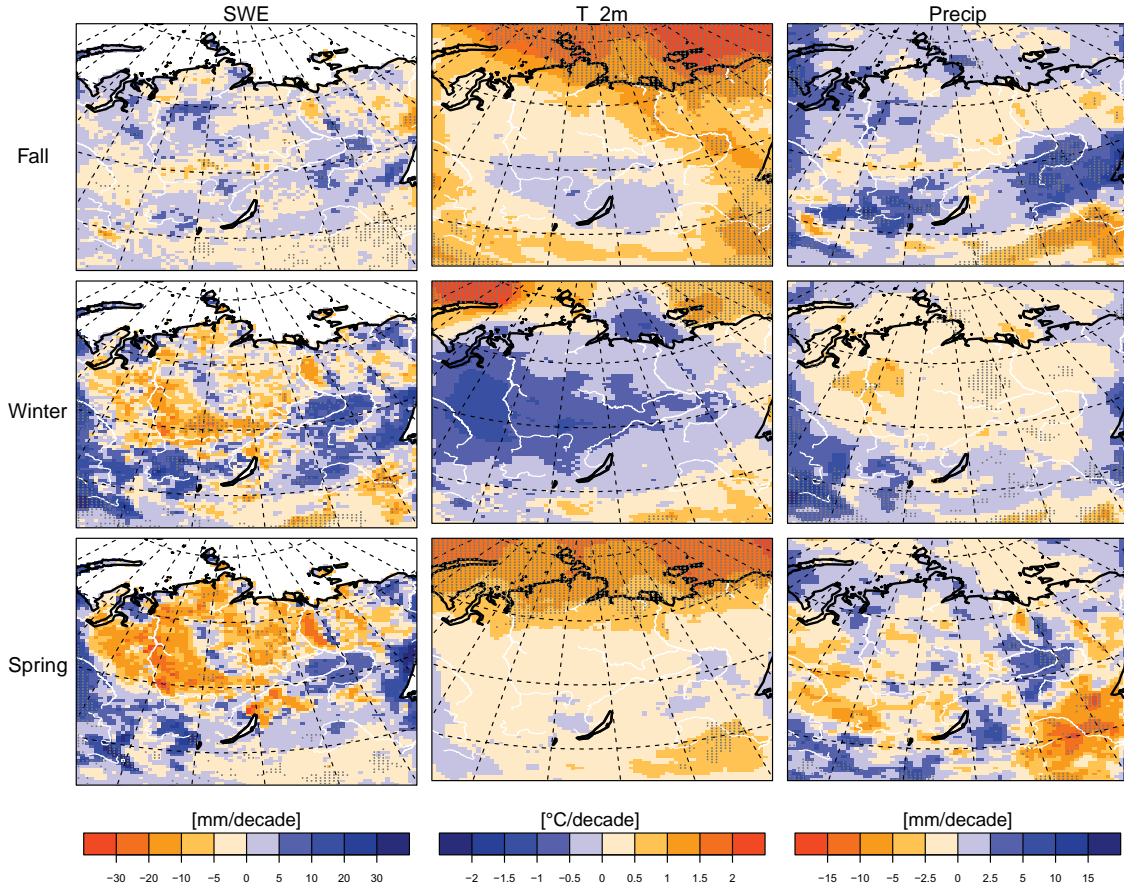 SWE T_2m Precip
Fall
Winter
Spring
[mm/decade] [°C/decade] [mm/decade]
−30 −20 −10 −5 0 5 10 20 30 −2 −1.5 −1 −0.5 0 0.5 1 1.5 2 −15 −10 −5 −2.5 0 2.5 5 10 15